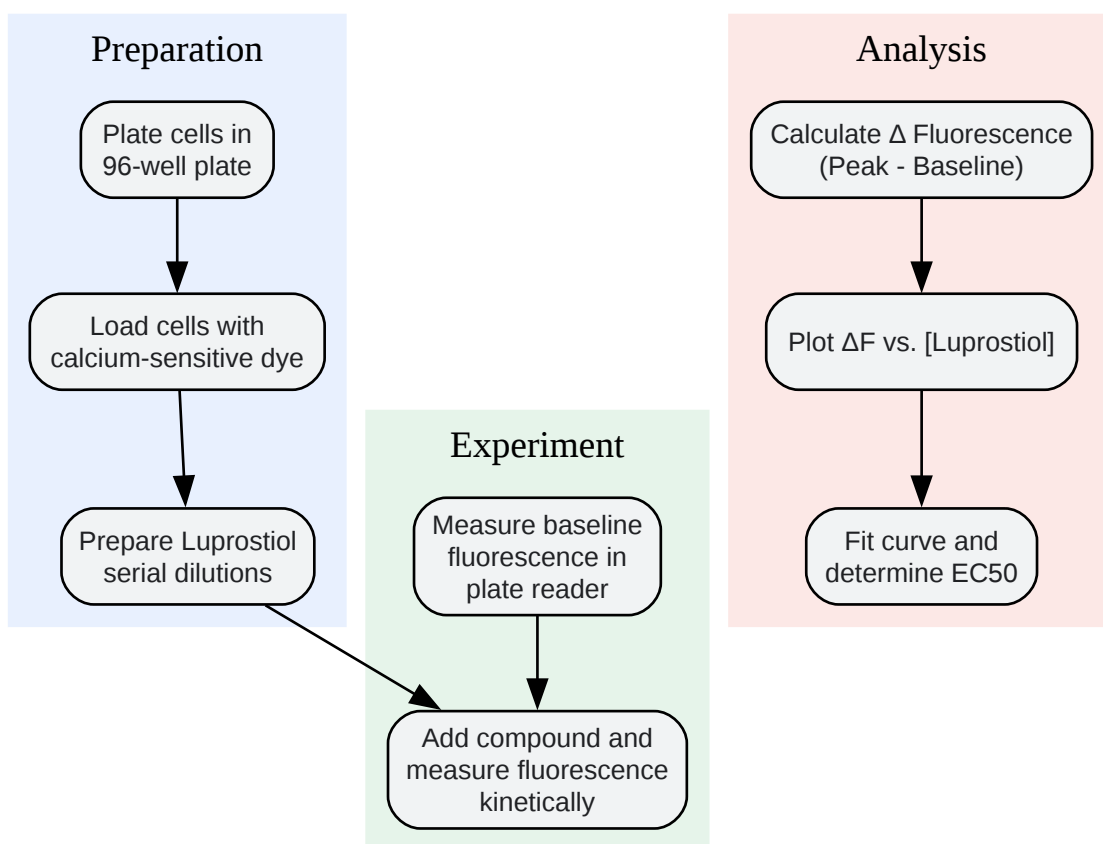 Preparation
Plate cells in
96-well plate
Load cells with
calcium-sensitive dye
Prepare Luprostiol
serial dilutions
Experiment
Measure baseline
fluorescence in
plate reader
Add compound and
measure fluorescence
kinetically
Analysis
Calculate Δ Fluorescence
(Peak - Baseline)
Plot ΔF vs. [Luprostiol]
Fit curve and
determine EC50